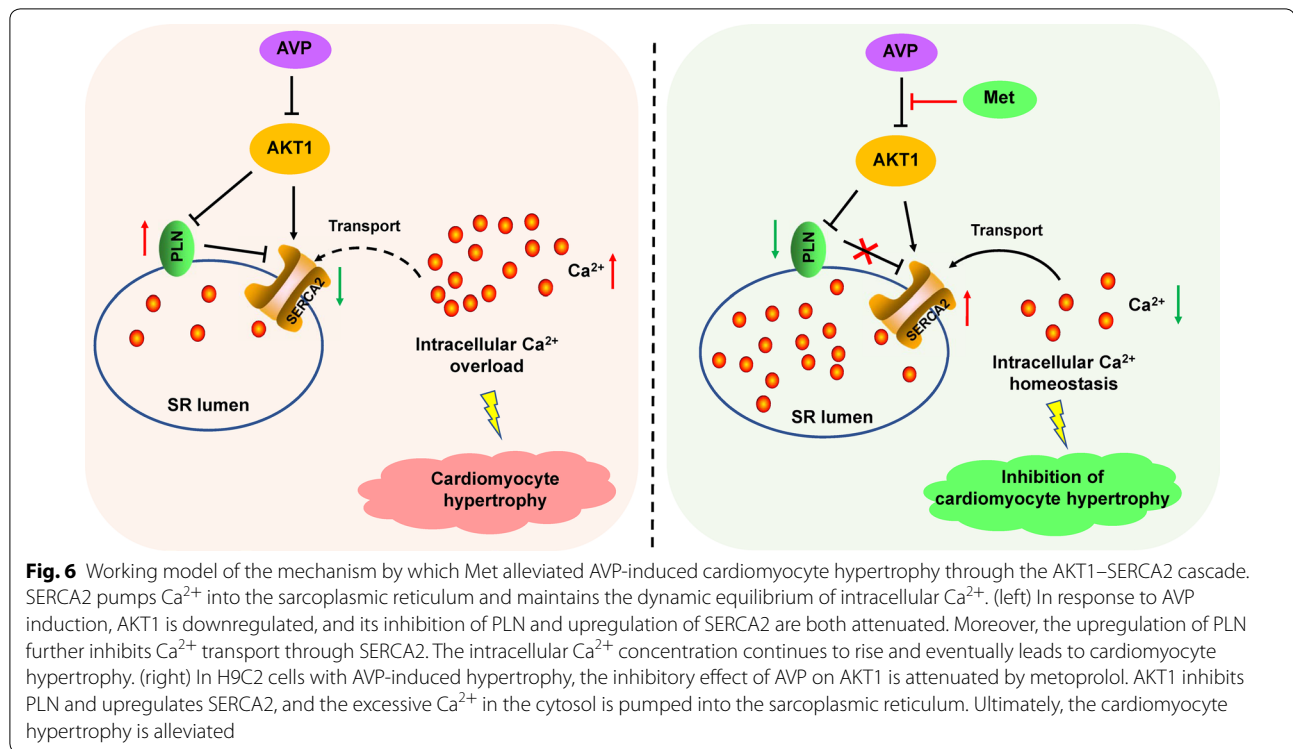 AVP
AKT1
PLN
Transport
SERCA2
Ca²⁺
Intracellular Ca²⁺
overload
SR lumen
Cardiomyocyte
hypertrophy
AVP
Met
AKT1
PLN
Transport
SERCA2
Ca²⁺
Intracellular Ca²⁺
homeostasis
SR lumen
Inhibition of
cardiomyocyte hypertrophy
Fig. 6 Working model of the mechanism by which Met alleviated AVP-induced cardiomyocyte hypertrophy through the AKT1–SERCA2 cascade.
SERCA2 pumps Ca²⁺ into the sarcoplasmic reticulum and maintains the dynamic equilibrium of intracellular Ca²⁺. (left) In response to AVP
induction, AKT1 is downregulated, and its inhibition of PLN and upregulation of SERCA2 are both attenuated. Moreover, the upregulation of PLN
further inhibits Ca²⁺ transport through SERCA2. The intracellular Ca²⁺ concentration continues to rise and eventually leads to cardiomyocyte
hypertrophy. (right) In H9C2 cells with AVP-induced hypertrophy, the inhibitory effect of AVP on AKT1 is attenuated by metoprolol. AKT1 inhibits
PLN and upregulates SERCA2, and the excessive Ca²⁺ in the cytosol is pumped into the sarcoplasmic reticulum. Ultimately, the cardiomyocyte
hypertrophy is alleviated